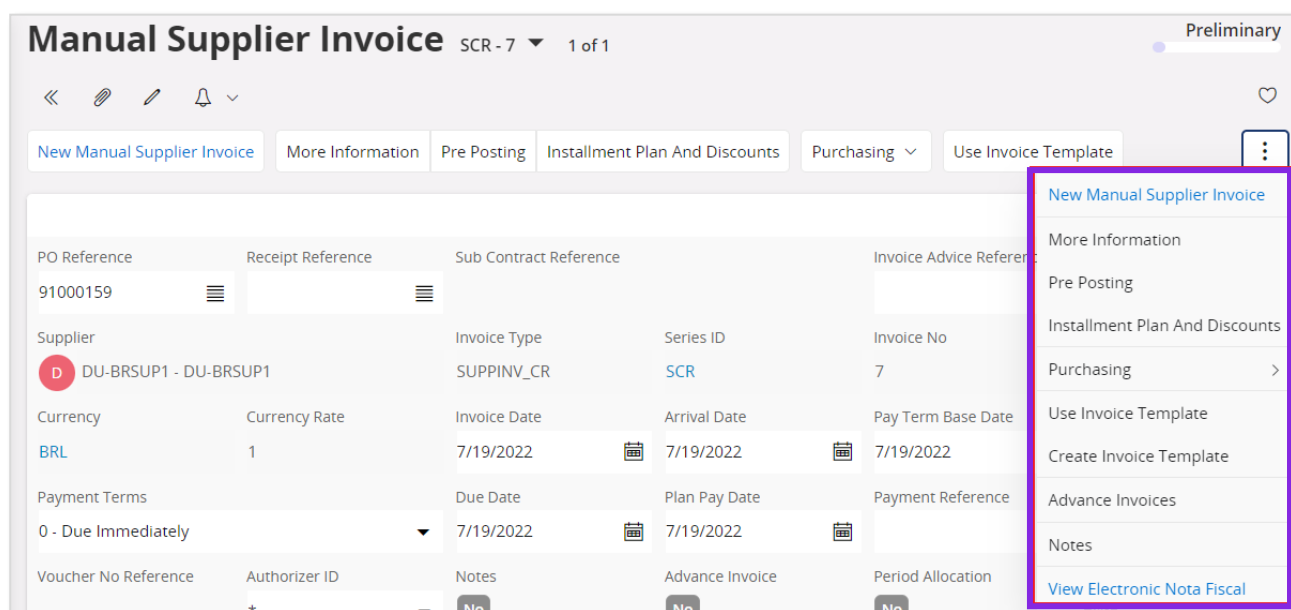 Manual Supplier Invoice SCR - 7 1 of 1
Preliminary
New Manual Supplier Invoice More Information Pre Posting Installment Plan And Discounts Purchasing Use Invoice Template
New Manual Supplier Invoice
More Information
Pre Posting
Installment Plan And Discounts
Purchasing
Use Invoice Template
Create Invoice Template
Advance Invoices
Notes
View Electronic Nota Fiscal
PO Reference Receipt Reference Sub Contract Reference Invoice Advice
91000159
Supplier Invoice Type Series ID Invoice No
D DU-BRSUP1 - DU-BRSUP1 SUPPINV_CR SCR 7
Currency Currency Rate Invoice Date Arrival Date Pay Term Base Date
BRL 1 7/19/2022 7/19/2022 7/19/2022
Payment Terms Due Date Plan Pay Date Payment Reference
0 - Due Immediately 7/19/2022 7/19/2022
Voucher No Reference Authorizer ID Notes Advance Invoice Period Allocation
* No No No